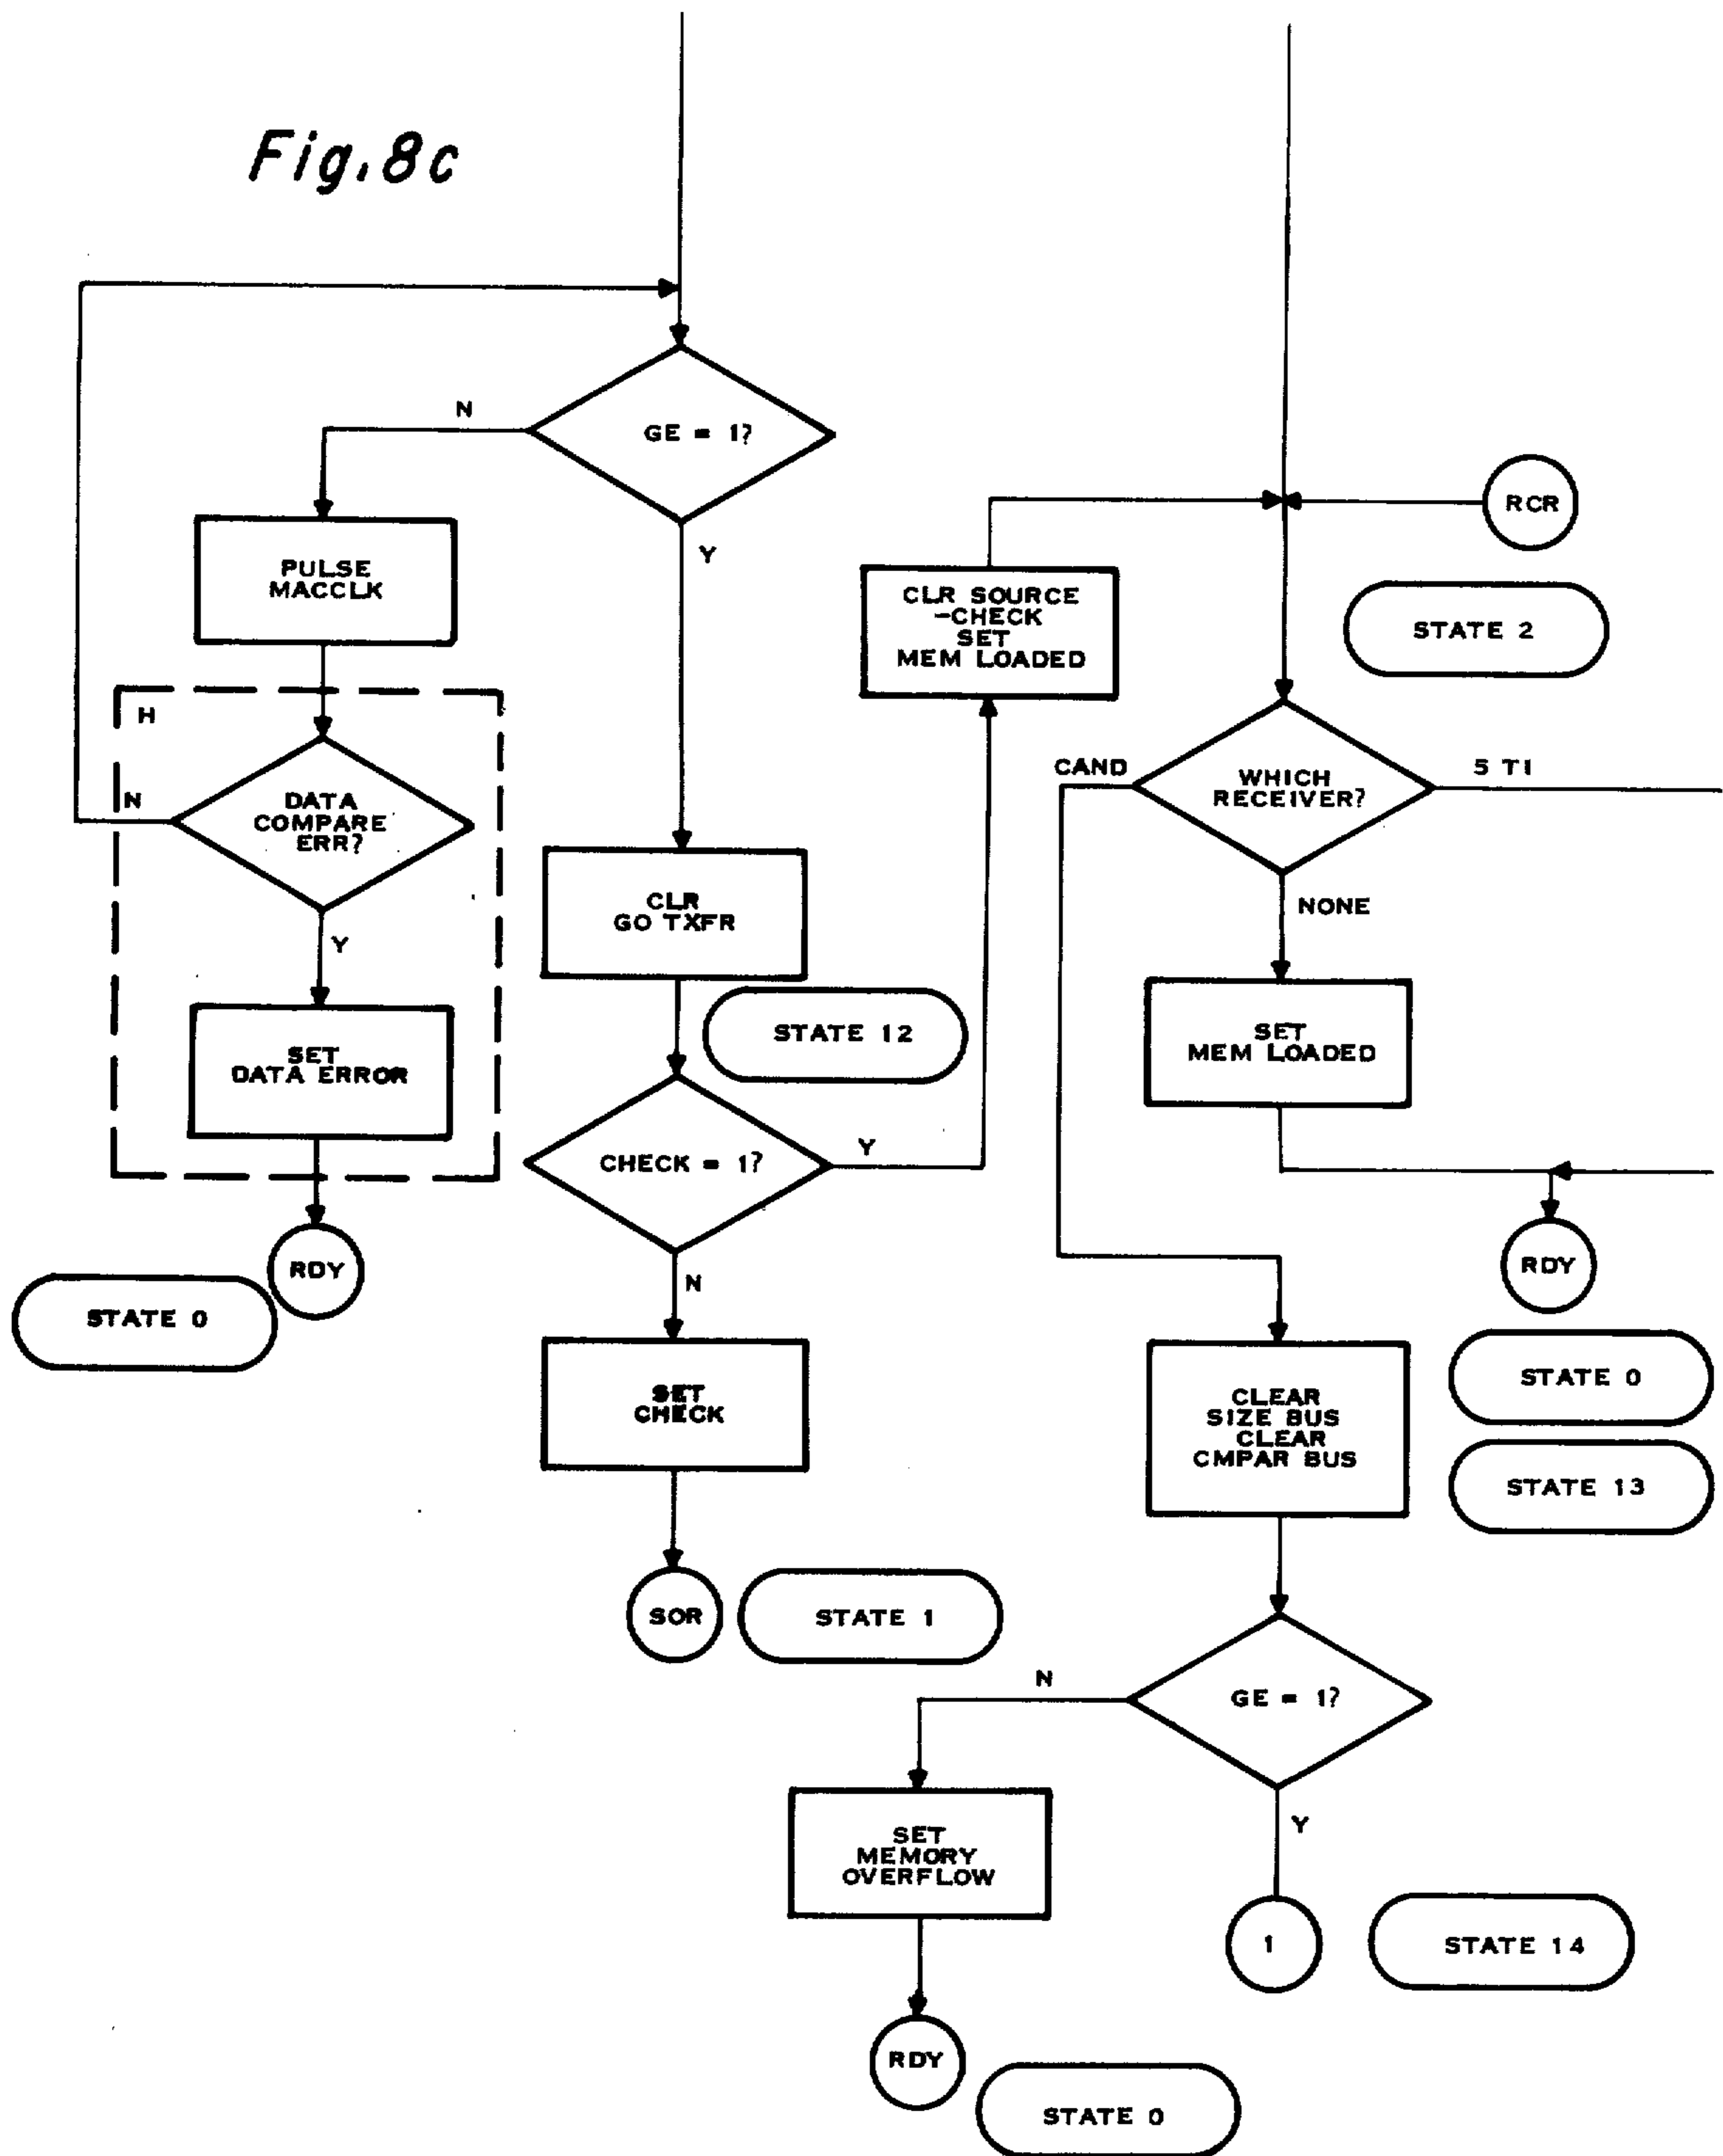 Fig. 8c
GE = 1?
N
Y
PULSE
MACCLK
H
DATA
COMPARE
ERR?
N
Y
SET
DATA ERROR
RDY
STATE 0
CLR
GO TXFR
STATE 12
CHECK = 1?
Y
N
SET
CHECK
SOR
STATE 1
CLR SOURCE
-CHECK
SET
MEM LOADED
RCR
STATE 2
WHICH
RECEIVER?
CAND
5 TI
NONE
SET
MEM LOADED
RDY
STATE 0
STATE 13
CLEAR
SIZE BUS
CLEAR
CMPAR BUS
GE = 1?
N
Y
SET
MEMORY
OVERFLOW
1
STATE 14
RDY
STATE 0